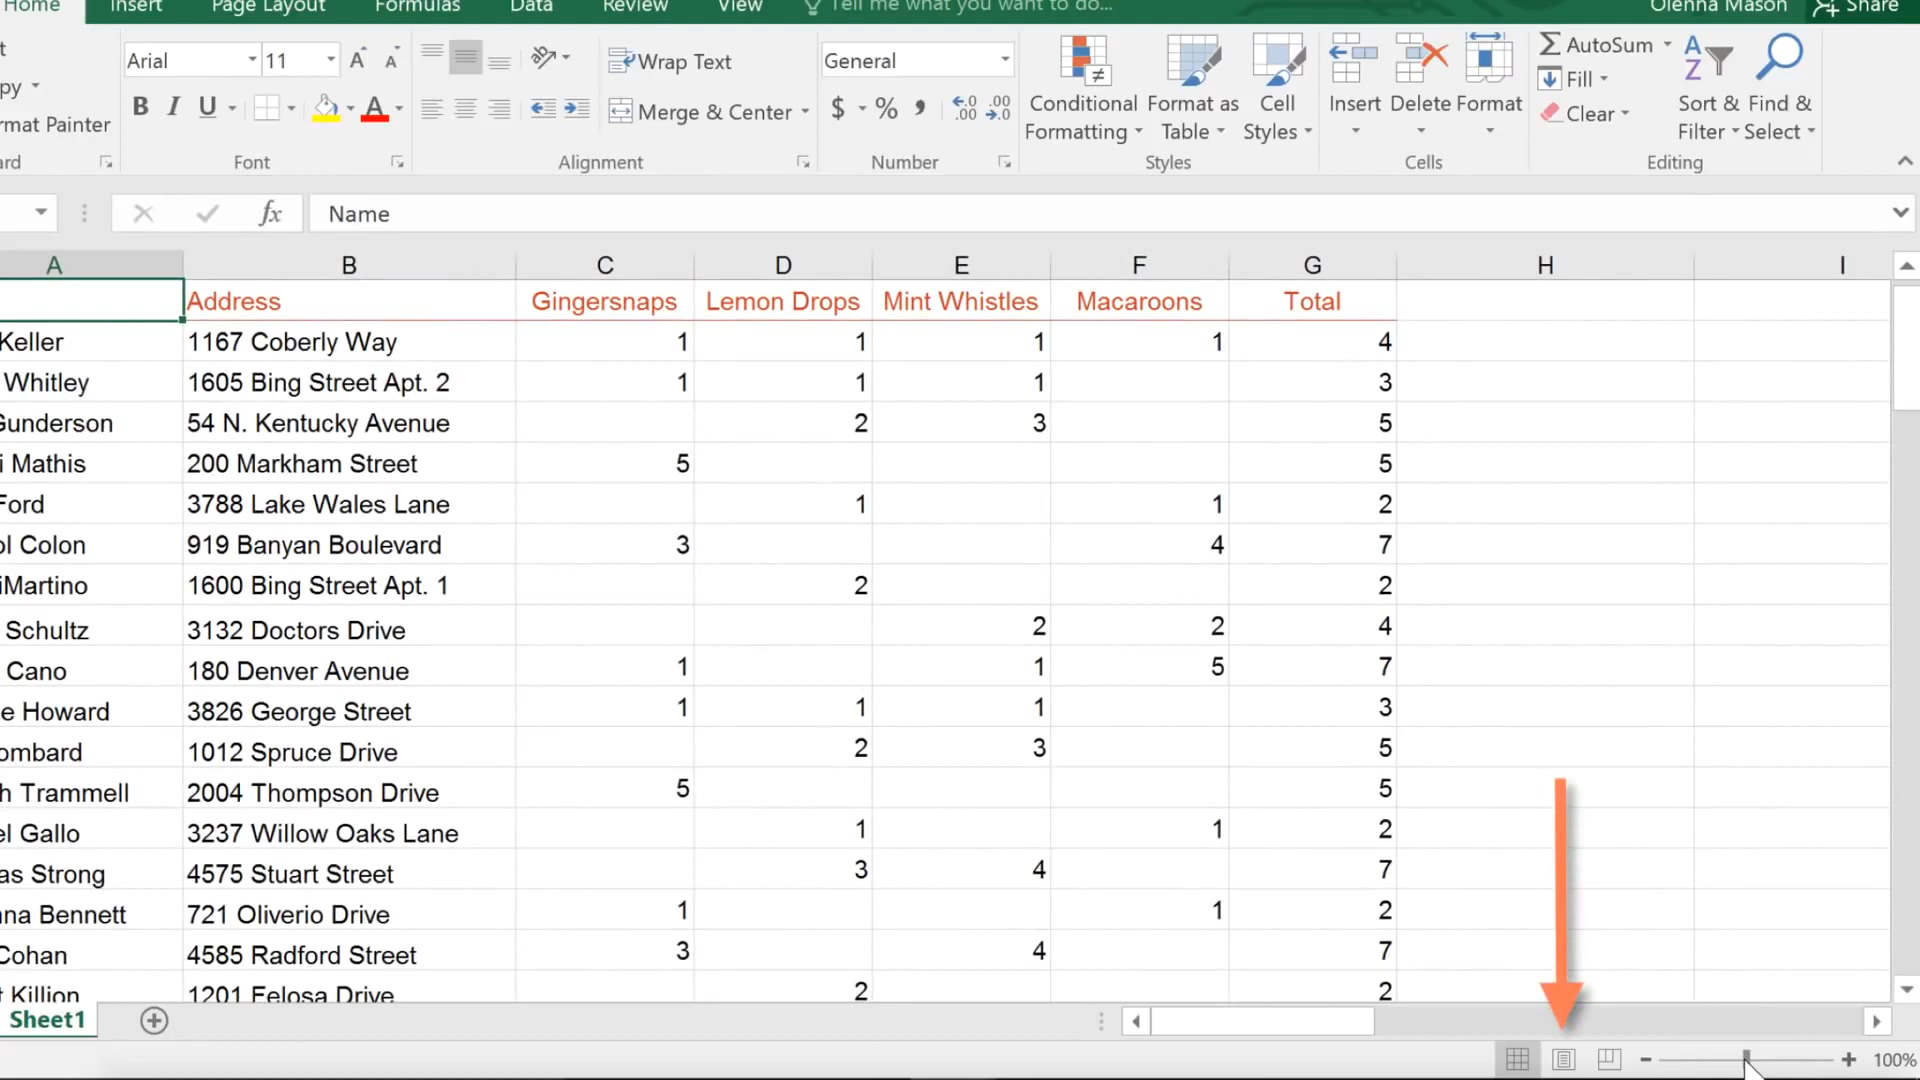 Home Insert Page Layout Formulas Data Review View Tell me what you want to do... Olenna Mason Share
Arial 11 Wrap Text General AutoSum
Fill
B I U Merge & Center $ % , Conditional Formatting Format as Table Cell Styles Insert Delete Format Clear Sort & Filter Find & Select
Format Painter
Font Alignment Number Styles Cells Editing
fx Name
A B C D E F G H I
Address Gingersnaps Lemon Drops Mint Whistles Macaroons Total
Keller 1167 Coberly Way 1 1 1 1 4
Whitley 1605 Bing Street Apt. 2 1 1 1 3
Gunderson 54 N. Kentucky Avenue 2 3 5
Mathis 200 Markham Street 5 5
Ford 3788 Lake Wales Lane 1 1 2
Colon 919 Banyan Boulevard 3 4 7
DiMartino 1600 Bing Street Apt. 1 2 2
Schultz 3132 Doctors Drive 2 2 4
Cano 180 Denver Avenue 1 1 5 7
Howard 3826 George Street 1 1 1 3
Lombard 1012 Spruce Drive 2 3 5
Trammell 2004 Thompson Drive 5 5
Gallo 3237 Willow Oaks Lane 1 1 2
Strong 4575 Stuart Street 3 4 7
Bennett 721 Oliverio Drive 1 1 2
Cohan 4585 Radford Street 3 4 7
Killion 1201 Felosa Drive 2 2
Sheet1
100%